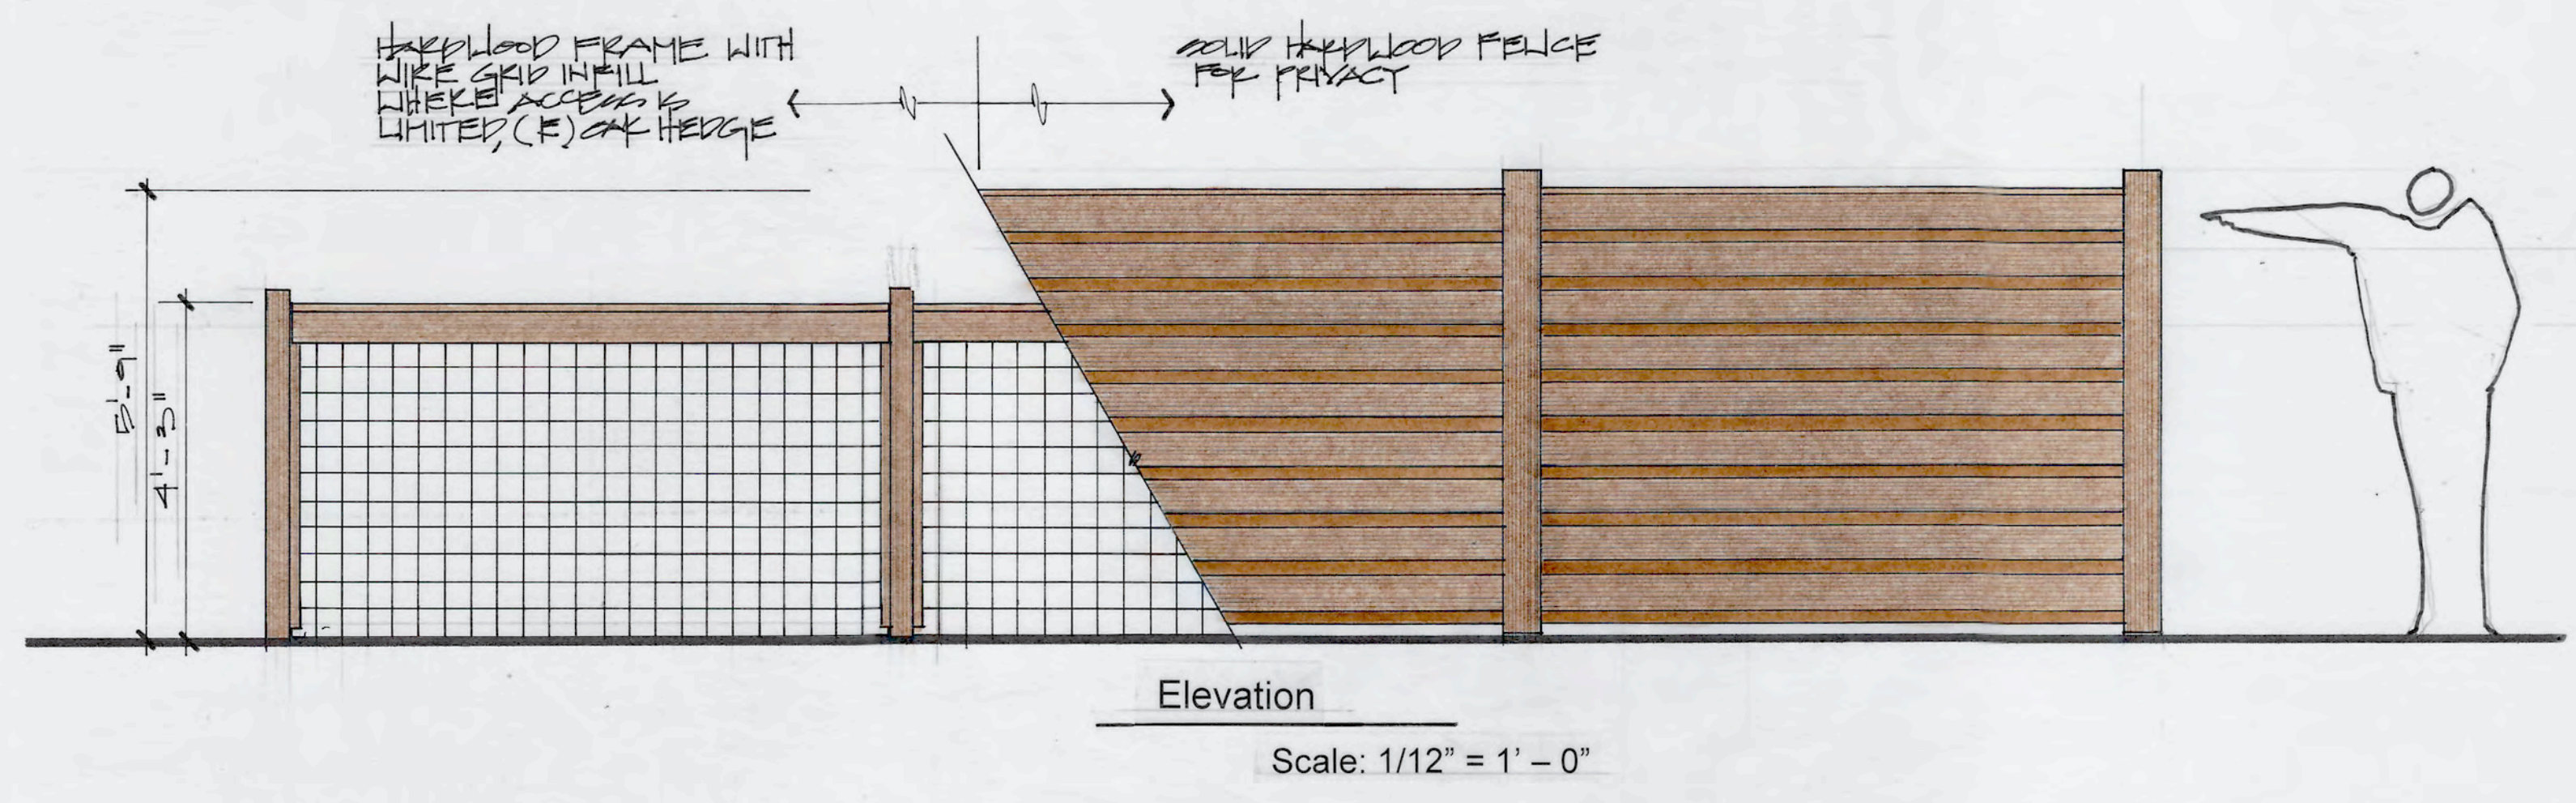 HARDWOOD FRAME WITH
WIRE GRID INFILL
WHERE ACCESS IS
LIMITED, (E) OAK HEDGE
SOLID HARDWOOD FENCE
FOR PRIVACY
5'-9"
4'-3"
Elevation
Scale: 1/12” = 1’ – 0”